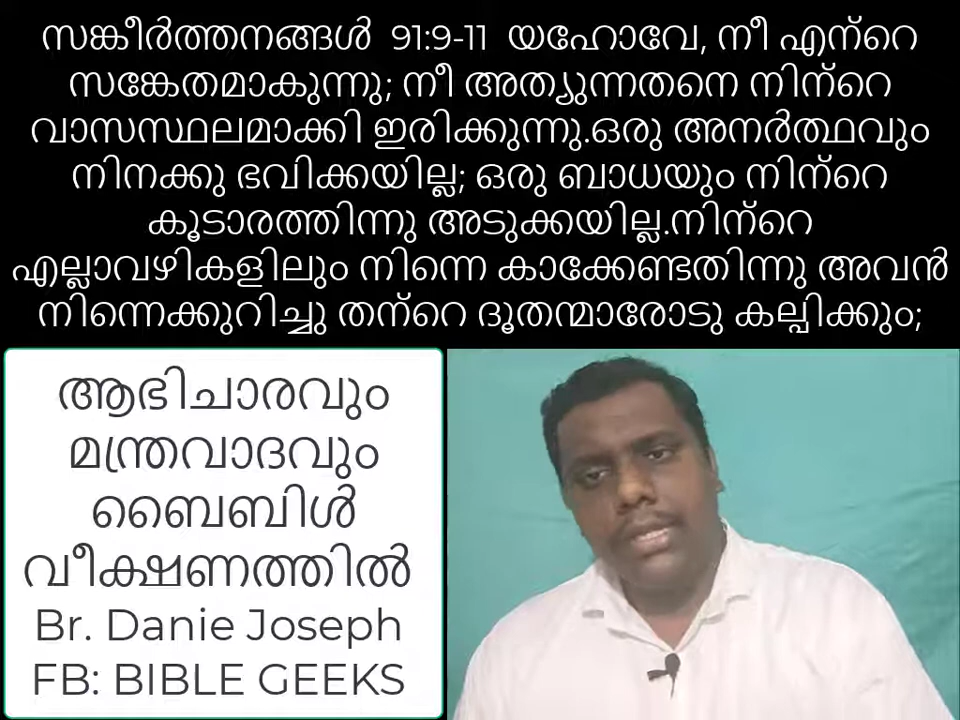 സങ്കീർത്തനങ്ങൾ 91:9-11 യഹോവേ, നീ എന്റെ
സങ്കേതമാകുന്നു; നീ അത്യുന്നതനെ നിന്റെ
വാസസ്ഥലമാക്കി ഇരിക്കുന്നു.ഒരു അനർത്ഥവും
നിനക്കു ഭവിക്കയില്ല; ഒരു ബാധയും നിന്റെ
കൂടാരത്തിന്നു അടുക്കയില്ല.നിന്റെ
എല്ലാവഴികളിലും നിന്നെ കാക്കേണ്ടതിന്നു അവൻ
നിന്നെക്കുറിച്ചു തന്റെ ദൂതന്മാരോടു കല്പിക്കും;
ആഭിചാരവും
മന്ത്രവാദവും
ബൈബിൾ
വീക്ഷണത്തിൽ
Br. Danie Joseph
FB: BIBLE GEEKS